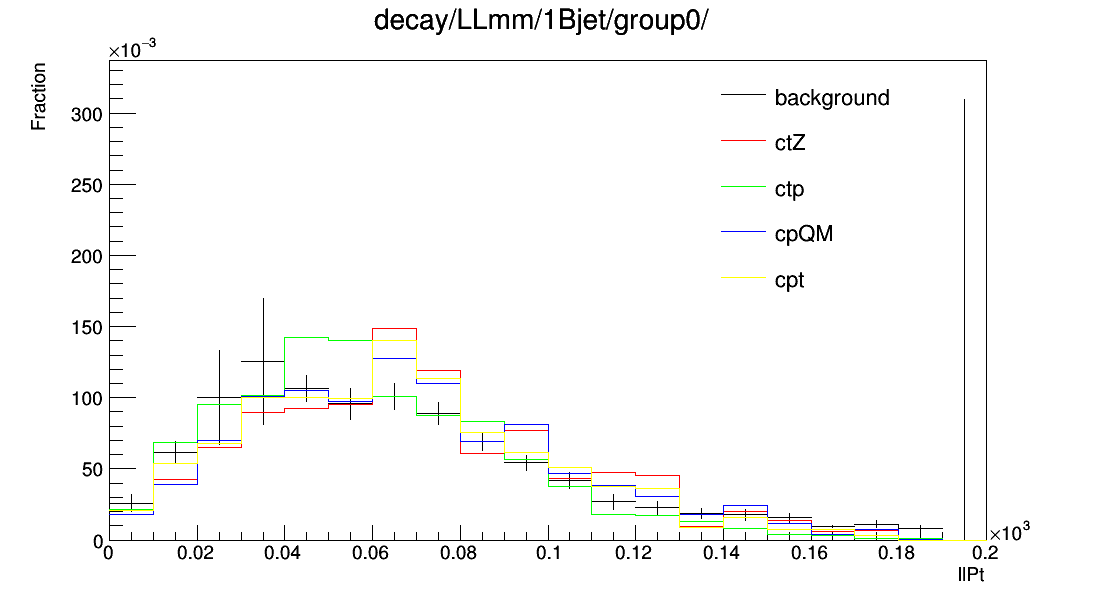 decay/LLmm/1Bjet/group0/
×10⁻³
Fraction
300
250
200
150
100
50
0
background
ctZ
ctp
cpQM
cpt
0 0.02 0.04 0.06 0.08 0.1 0.12 0.14 0.16 0.18 0.2
×10³
llPt